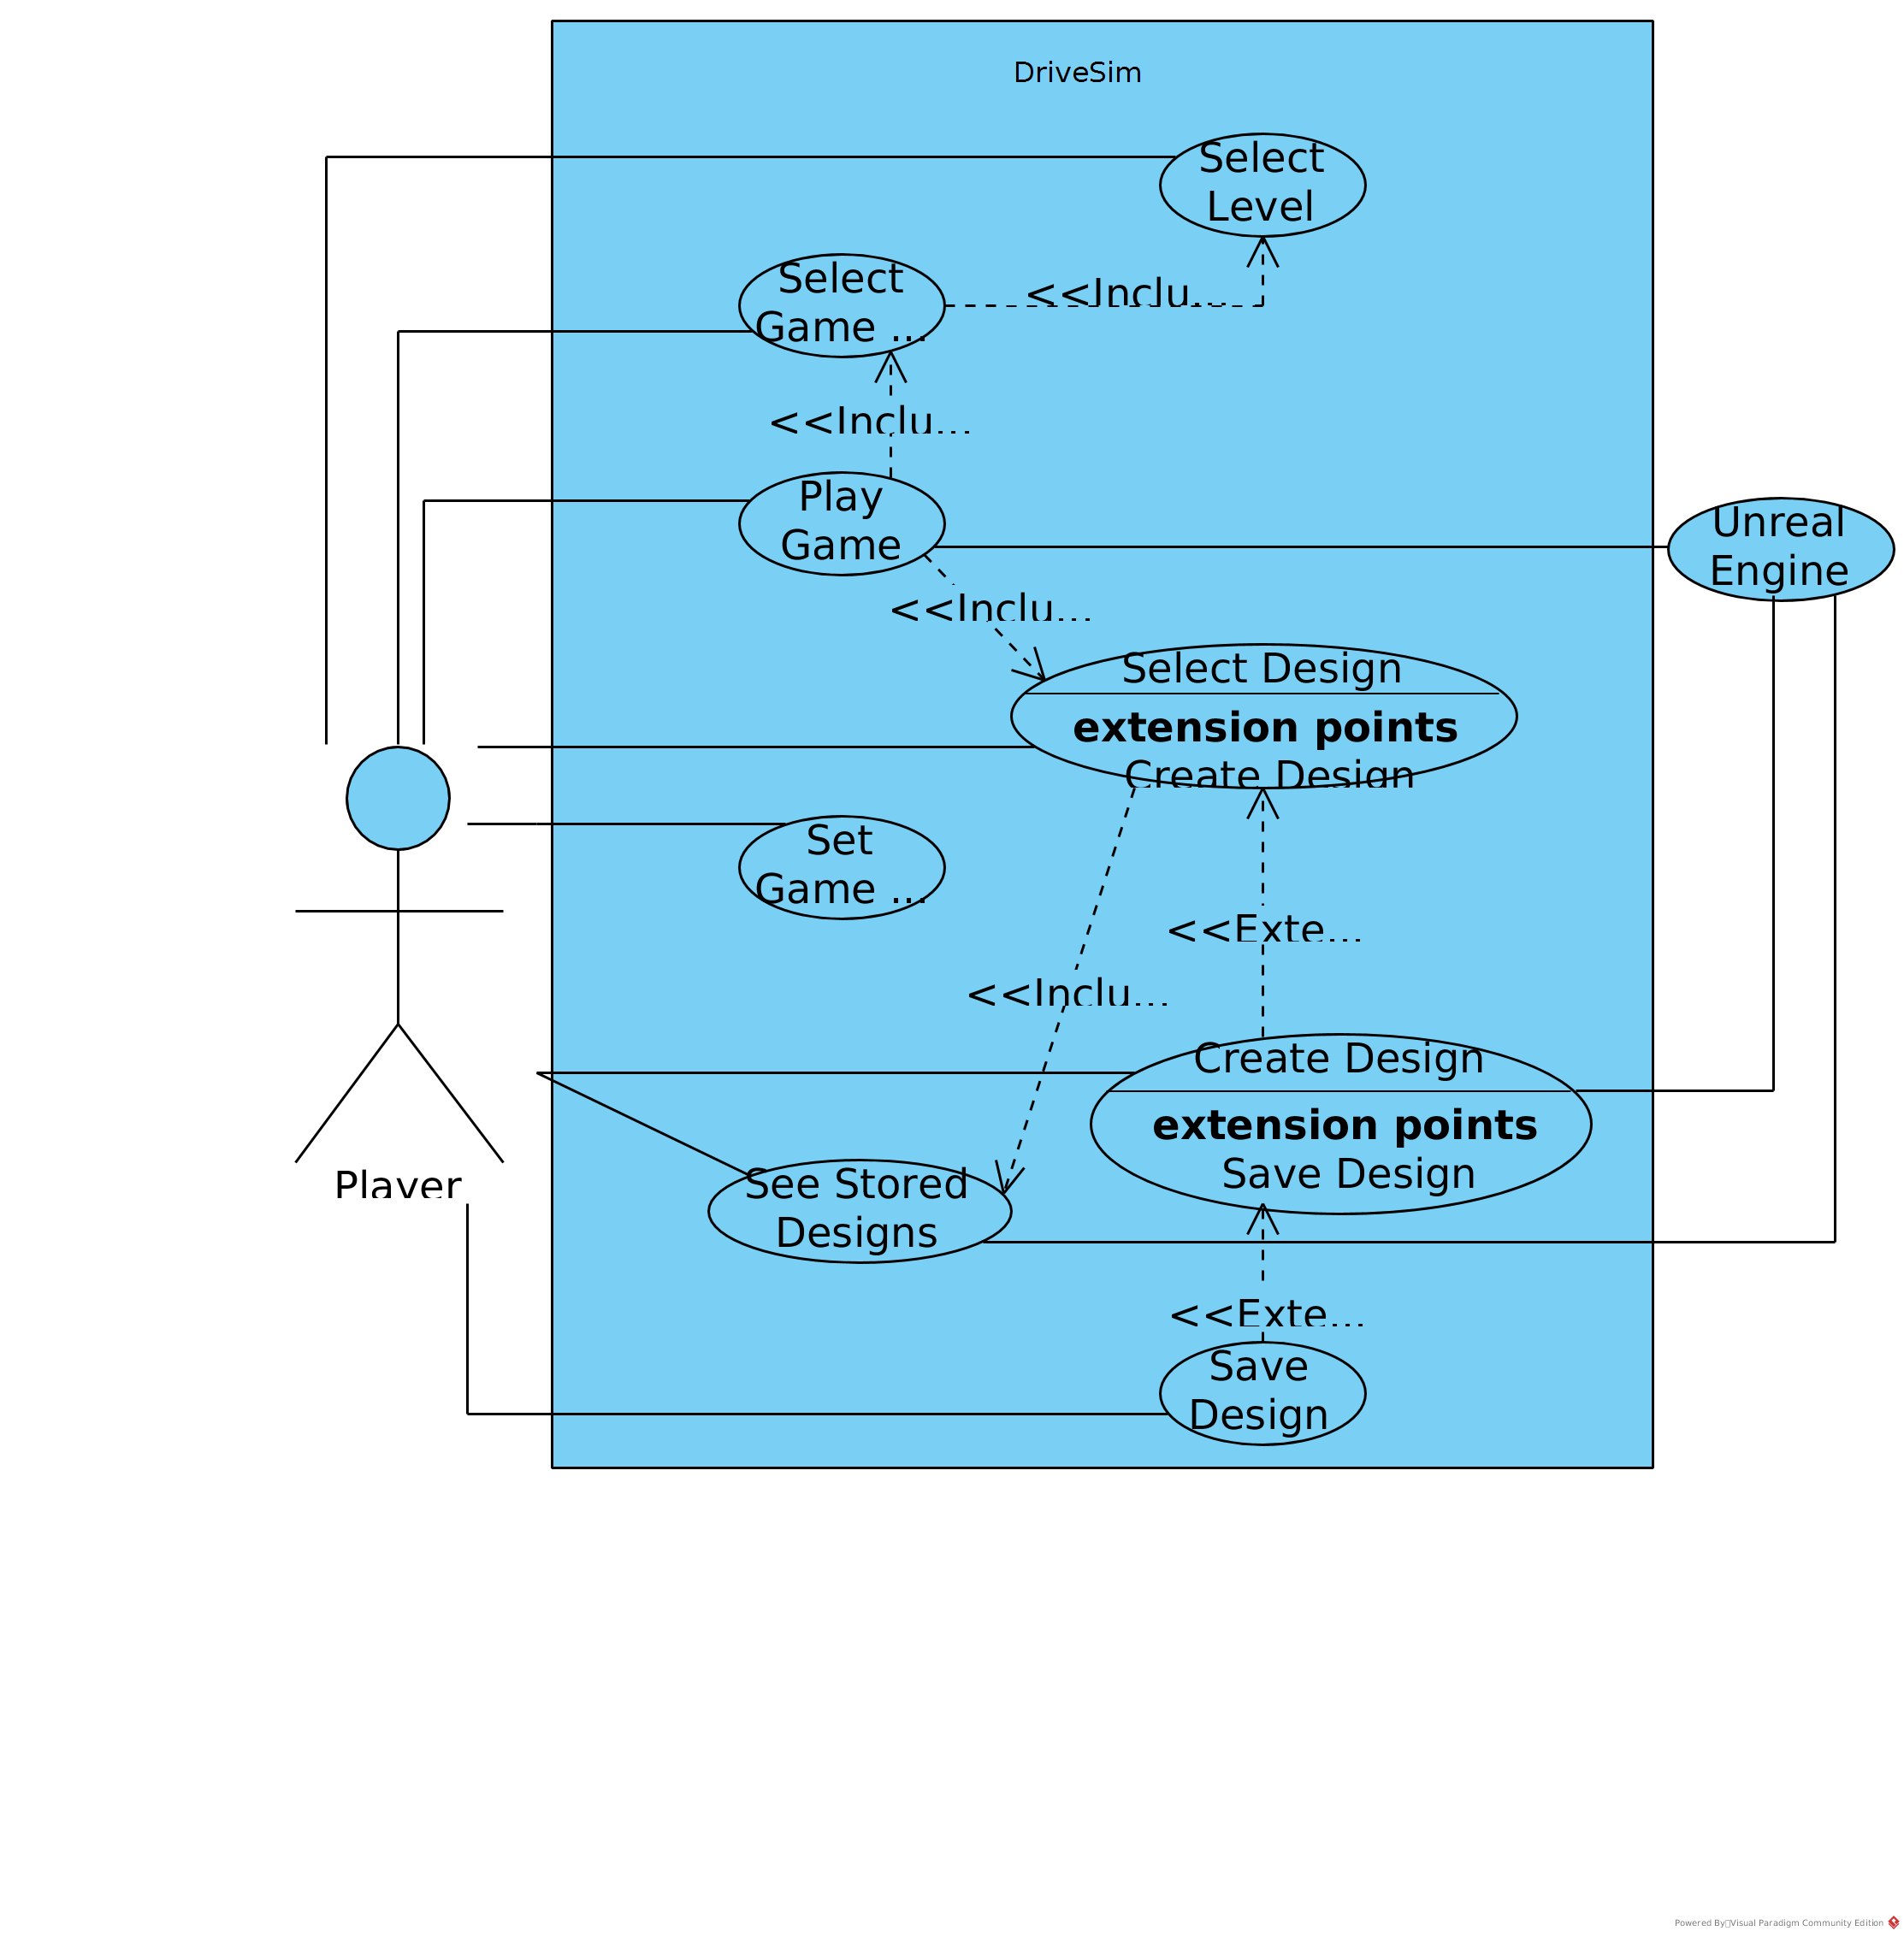 DriveSim
Select
Level
Select
Game ...
<<Inclu...
<<Inclu...
Play
Game
Unreal
Engine
<<Inclu...
Select Design
extension points
Create Design
Set
Game ...
<<Exte...
<<Inclu...
Create Design
extension points
Save Design
Player
See Stored
Designs
<<Exte...
Save
Design
Powered By Visual Paradigm Community Edition